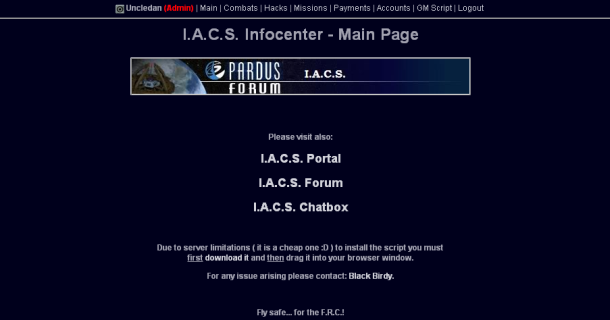 Uncledan (Admin) | Main | Combats | Hacks | Missions | Payments | Accounts | GM Script | Logout
I.A.C.S. Infocenter - Main Page
PARDUS
FORUM
I.A.C.S.
Please visit also:
I.A.C.S. Portal
I.A.C.S. Forum
I.A.C.S. Chatbox
Due to server limitations ( it is a cheap one :D ) to install the script you must
first download it and then drag it into your browser window.
For any issue arising please contact: Black Birdy.
Fly safe... for the F.R.C.!